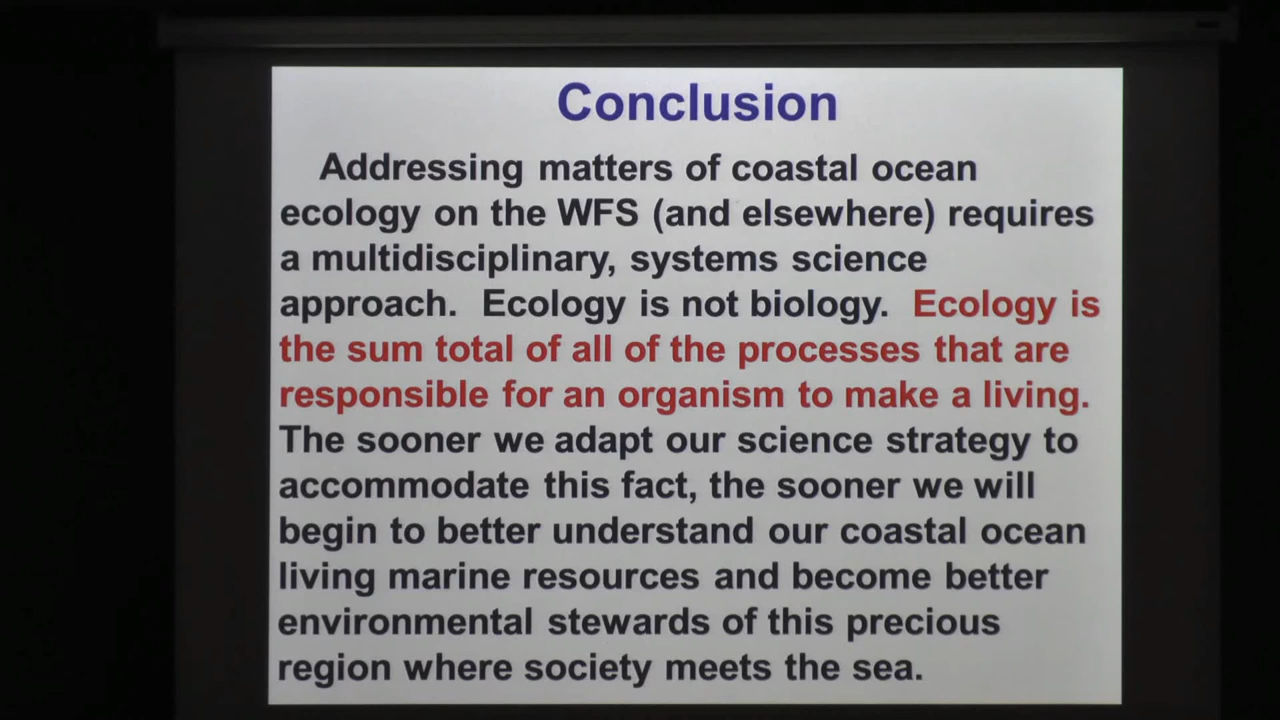 Conclusion
Addressing matters of coastal ocean
ecology on the WFS (and elsewhere) requires
a multidisciplinary, systems science
approach. Ecology is not biology. Ecology is
the sum total of all of the processes that are
responsible for an organism to make a living.
The sooner we adapt our science strategy to
accommodate this fact, the sooner we will
begin to better understand our coastal ocean
living marine resources and become better
environmental stewards of this precious
region where society meets the sea.